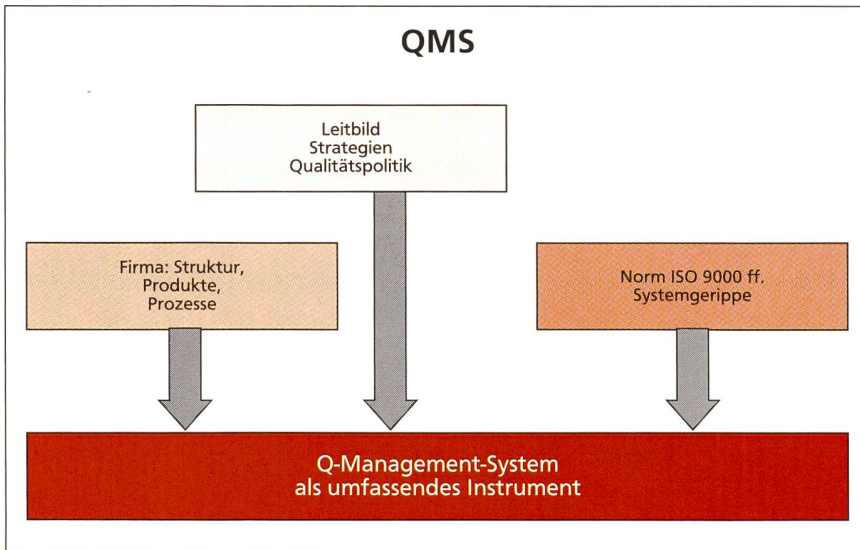 QMS
Leitbild
Strategien
Qualitätspolitik
Firma: Struktur,
Produkte,
Prozesse
Norm ISO 9000 ff.
Systemgerippe
Q-Management-System
als umfassendes Instrument